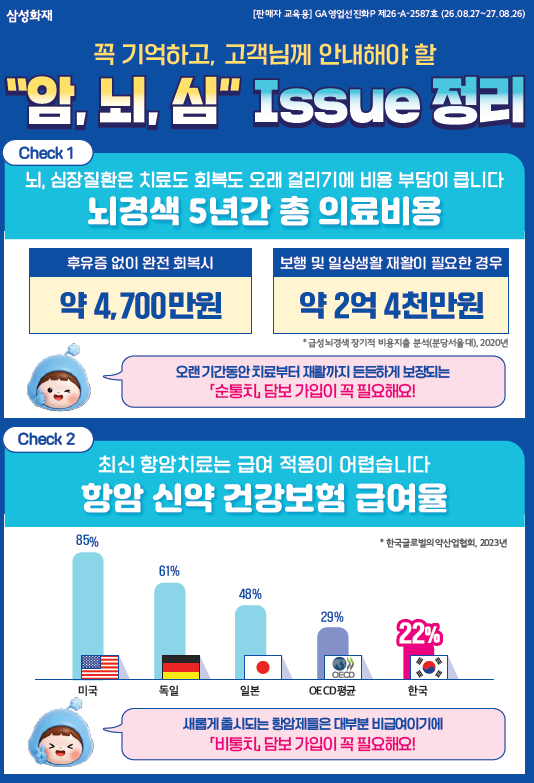 삼성화재
[판매자 교육용] GA영업선진화P 제26-A-2587호 (26.08.27~27.08.26)
꼭 기억하고, 고객님께 안내해야 할
"암, 뇌, 심" Issue 정리
Check 1
뇌, 심장질환은 치료도 회복도 오래 걸리기에 비용 부담이 큽니다
뇌경색 5년간 총 의료비용
후유증 없이 완전 회복시
약 4,700만원
보행 및 일상생활 재활이 필요한 경우
약 2억 4천만원
* 급성뇌경색 장기적 비용지출 분석(분당서울대), 2020년
오랜 기간동안 치료부터 재활까지 든든하게 보장되는
「순통치」 담보 가입이 꼭 필요해요!
Check 2
최신 항암치료는 급여 적용이 어렵습니다
항암 신약 건강보험 급여율
* 한국글로벌의약산업협회, 2023년
85%
61%
48%
29%
22%
OECD
미국
독일
일본
OECD평균
한국
새롭게 출시되는 항암제들은 대부분 비급여이기에
「비통치」 담보 가입이 꼭 필요해요!